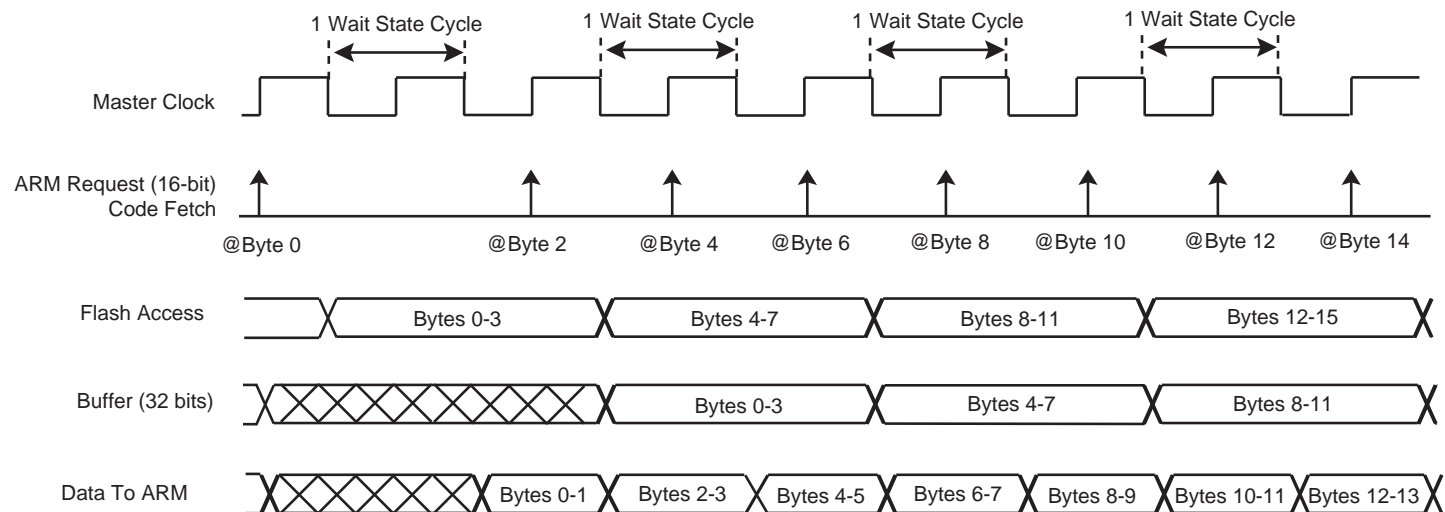 1 Wait State Cycle 1 Wait State Cycle 1 Wait State Cycle 1 Wait State Cycle
Master Clock
ARM Request (16-bit)
Code Fetch
@Byte 0 @Byte 2 @Byte 4 @Byte 6 @Byte 8 @Byte 10 @Byte 12 @Byte 14
Flash Access Bytes 0-3 Bytes 4-7 Bytes 8-11 Bytes 12-15
Buffer (32 bits) Bytes 0-3 Bytes 4-7 Bytes 8-11
Data To ARM Bytes 0-1 Bytes 2-3 Bytes 4-5 Bytes 6-7 Bytes 8-9 Bytes 10-11 Bytes 12-13